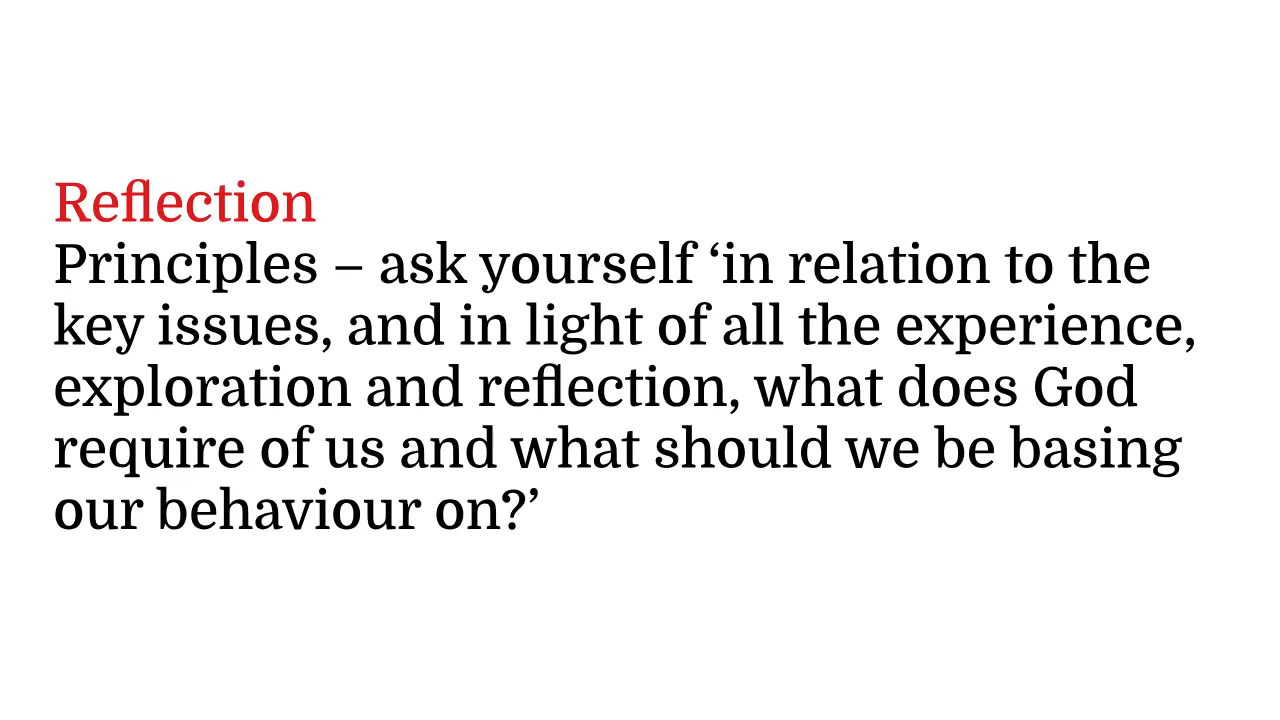 Reflection
Principles – ask yourself ‘in relation to the
key issues, and in light of all the experience,
exploration and reflection, what does God
require of us and what should we be basing
our behaviour on?’